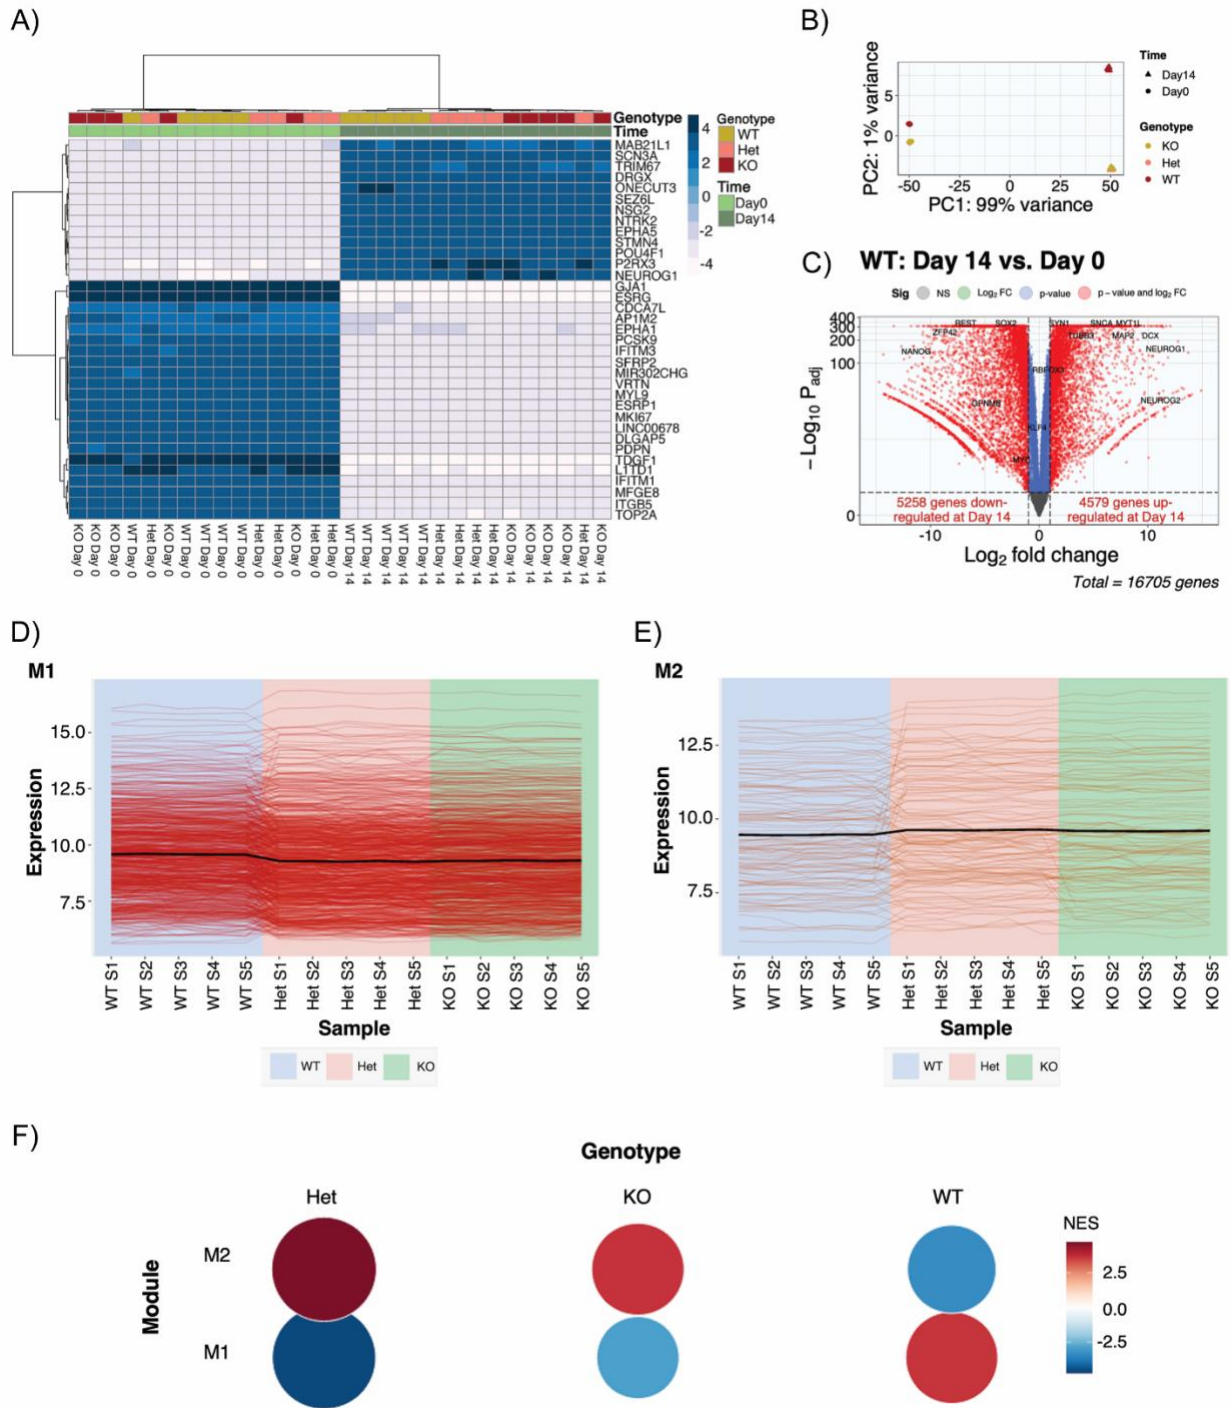 A)
Genotype
Time
MAB21L1
SCN3A
TRIM67
DRGX
ONECUT3
SEZ6L
NSG2
NTRK2
EPHA5
STMN4
POU4F1
P2RX3
NEUROG1
GJA1
ESRG
CDCA7L
AP1M2
EPHA1
PCSK9
IFITM3
SFRP2
MIR302CHG
VRTN
MYL9
ESRP1
MKI67
LINC00678
DLGAP5
PDPN
TDGF1
L1TD1
IFITM1
MFGE8
ITGB5
TOP2A
4
2
0
-2
-4
Genotype
WT
Het
KO
Time
Day0
Day14
KO Day 0
KO Day 0
KO Day 0
WT Day 0
Het Day 0
KO Day 0
WT Day 0
WT Day 0
WT Day 0
WT Day 0
Het Day 0
Het Day 0
KO Day 0
Het Day 0
Het Day 0
WT Day 14
WT Day 14
WT Day 14
WT Day 14
WT Day 14
Het Day 14
Het Day 14
Het Day 14
Het Day 14
KO Day 14
KO Day 14
KO Day 14
KO Day 14
Het Day 14
KO Day 14
B)
PC2: 1% variance
5
0
-50
-25
0
25
50
PC1: 99% variance
Time
Day14
Day0
Genotype
KO
Het
WT
C)
WT: Day 14 vs. Day 0
Sig
NS
Log2 FC
p-value
p – value and log2 FC
– Log10 Padj
400
300
200
100
0
REST
SOX2
SYN1
SNCA
MYT1L
ZFP42
TUBB3
MAP2
DCX
NANOG
NEUROG1
RBFOX3
GPNMB
NEUROG2
KLF4
MYC
5258 genes down-
regulated at Day 14
4579 genes up-
regulated at Day 14
-10
0
10
Log2 fold change
Total = 16705 genes
D)
M1
Expression
15.0
12.5
10.0
7.5
WT S1
WT S2
WT S3
WT S4
WT S5
Het S1
Het S2
Het S3
Het S4
Het S5
KO S1
KO S2
KO S3
KO S4
KO S5
Sample
WT
Het
KO
E)
M2
Expression
12.5
10.0
7.5
WT S1
WT S2
WT S3
WT S4
WT S5
Het S1
Het S2
Het S3
Het S4
Het S5
KO S1
KO S2
KO S3
KO S4
KO S5
Sample
WT
Het
KO
F)
Genotype
Het
KO
WT
Module
M2
M1
NES
2.5
0.0
-2.5